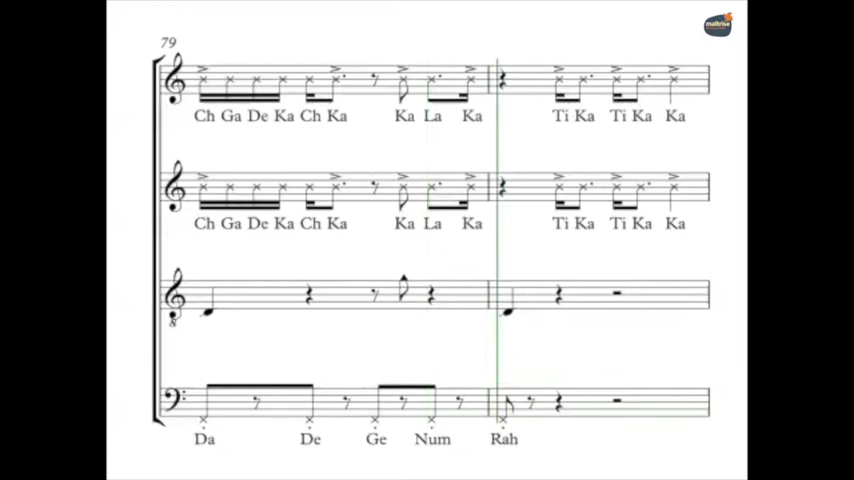 maîtrise
79
Ch Ga De Ka Ch Ka Ka La Ka Ti Ka Ti Ka Ka
Ch Ga De Ka Ch Ka Ka La Ka Ti Ka Ti Ka Ka
8
Da De Ge Num Rah